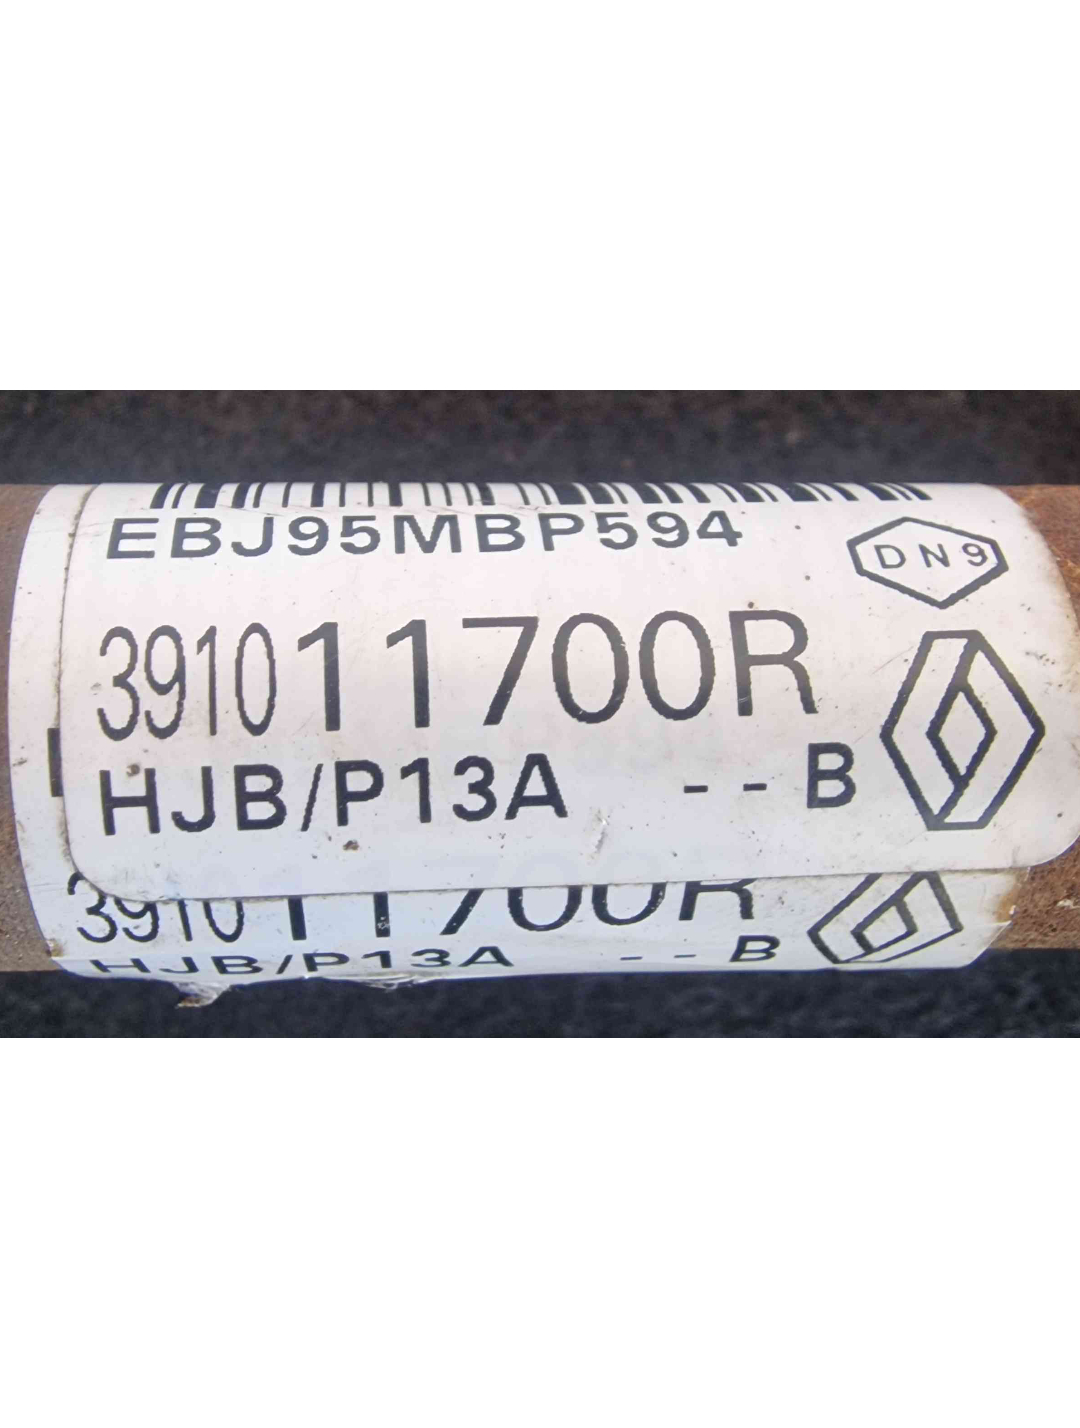 EBJ95MBP594
DN9
391011700R
HJB/P13A -- B
391011700R
HJB/P13A -- B